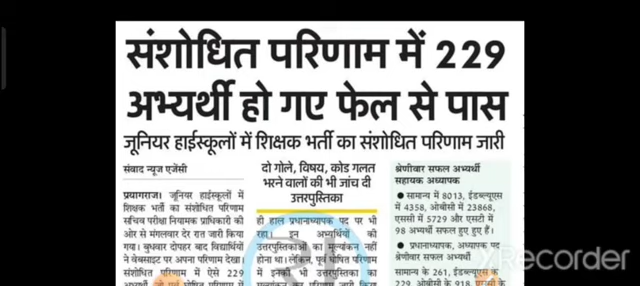 संशोधित परिणाम में 229
अभ्यर्थी हो गए फेल से पास
जूनियर हाईस्कूलों में शिक्षक भर्ती का संशोधित परिणाम जारी
संवाद न्यूज एजेंसी
प्रयागराज। जूनियर हाईस्कूलों में
शिक्षक भर्ती का संशोधित परिणाम
सचिव परीक्षा नियामक प्राधिकारी की
ओर से मंगलवार देर रात जारी किया
गया। बुधवार दोपहर बाद विद्यार्थियों
ने वेबसाइट पर अपना परिणाम देखा।
संशोधित परिणाम में ऐसे 229
दो गोले, विषय, कोड गलत
भरने वालों की भी जांच दी
उत्तरपुस्तिका
ही हाल प्रधानाध्यापक पद पर भी
रहा। इन अभ्यर्थियों की
उत्तरपुस्तिकाओं का मूल्यांकन नहीं
होना था। लेकिन, पूर्व घोषित परिणाम
में इनकी भी उत्तरपुस्तिका का
श्रेणीवार सफल अभ्यर्थी
सहायक अध्यापक
● सामान्य में 8013, ईडब्ल्यूएस
में 4358, ओबीसी में 23868,
एससी में 5729 और एसटी में
98 अभ्यर्थी सफल हुए हुए हैं।
● प्रधानाध्यापक, अध्यापक पद
श्रेणीवार सफल अभ्यर्थी
सामान्य के 261, ईडब्ल्यूएस के
229, ओबीसी के 918,
XRecorder